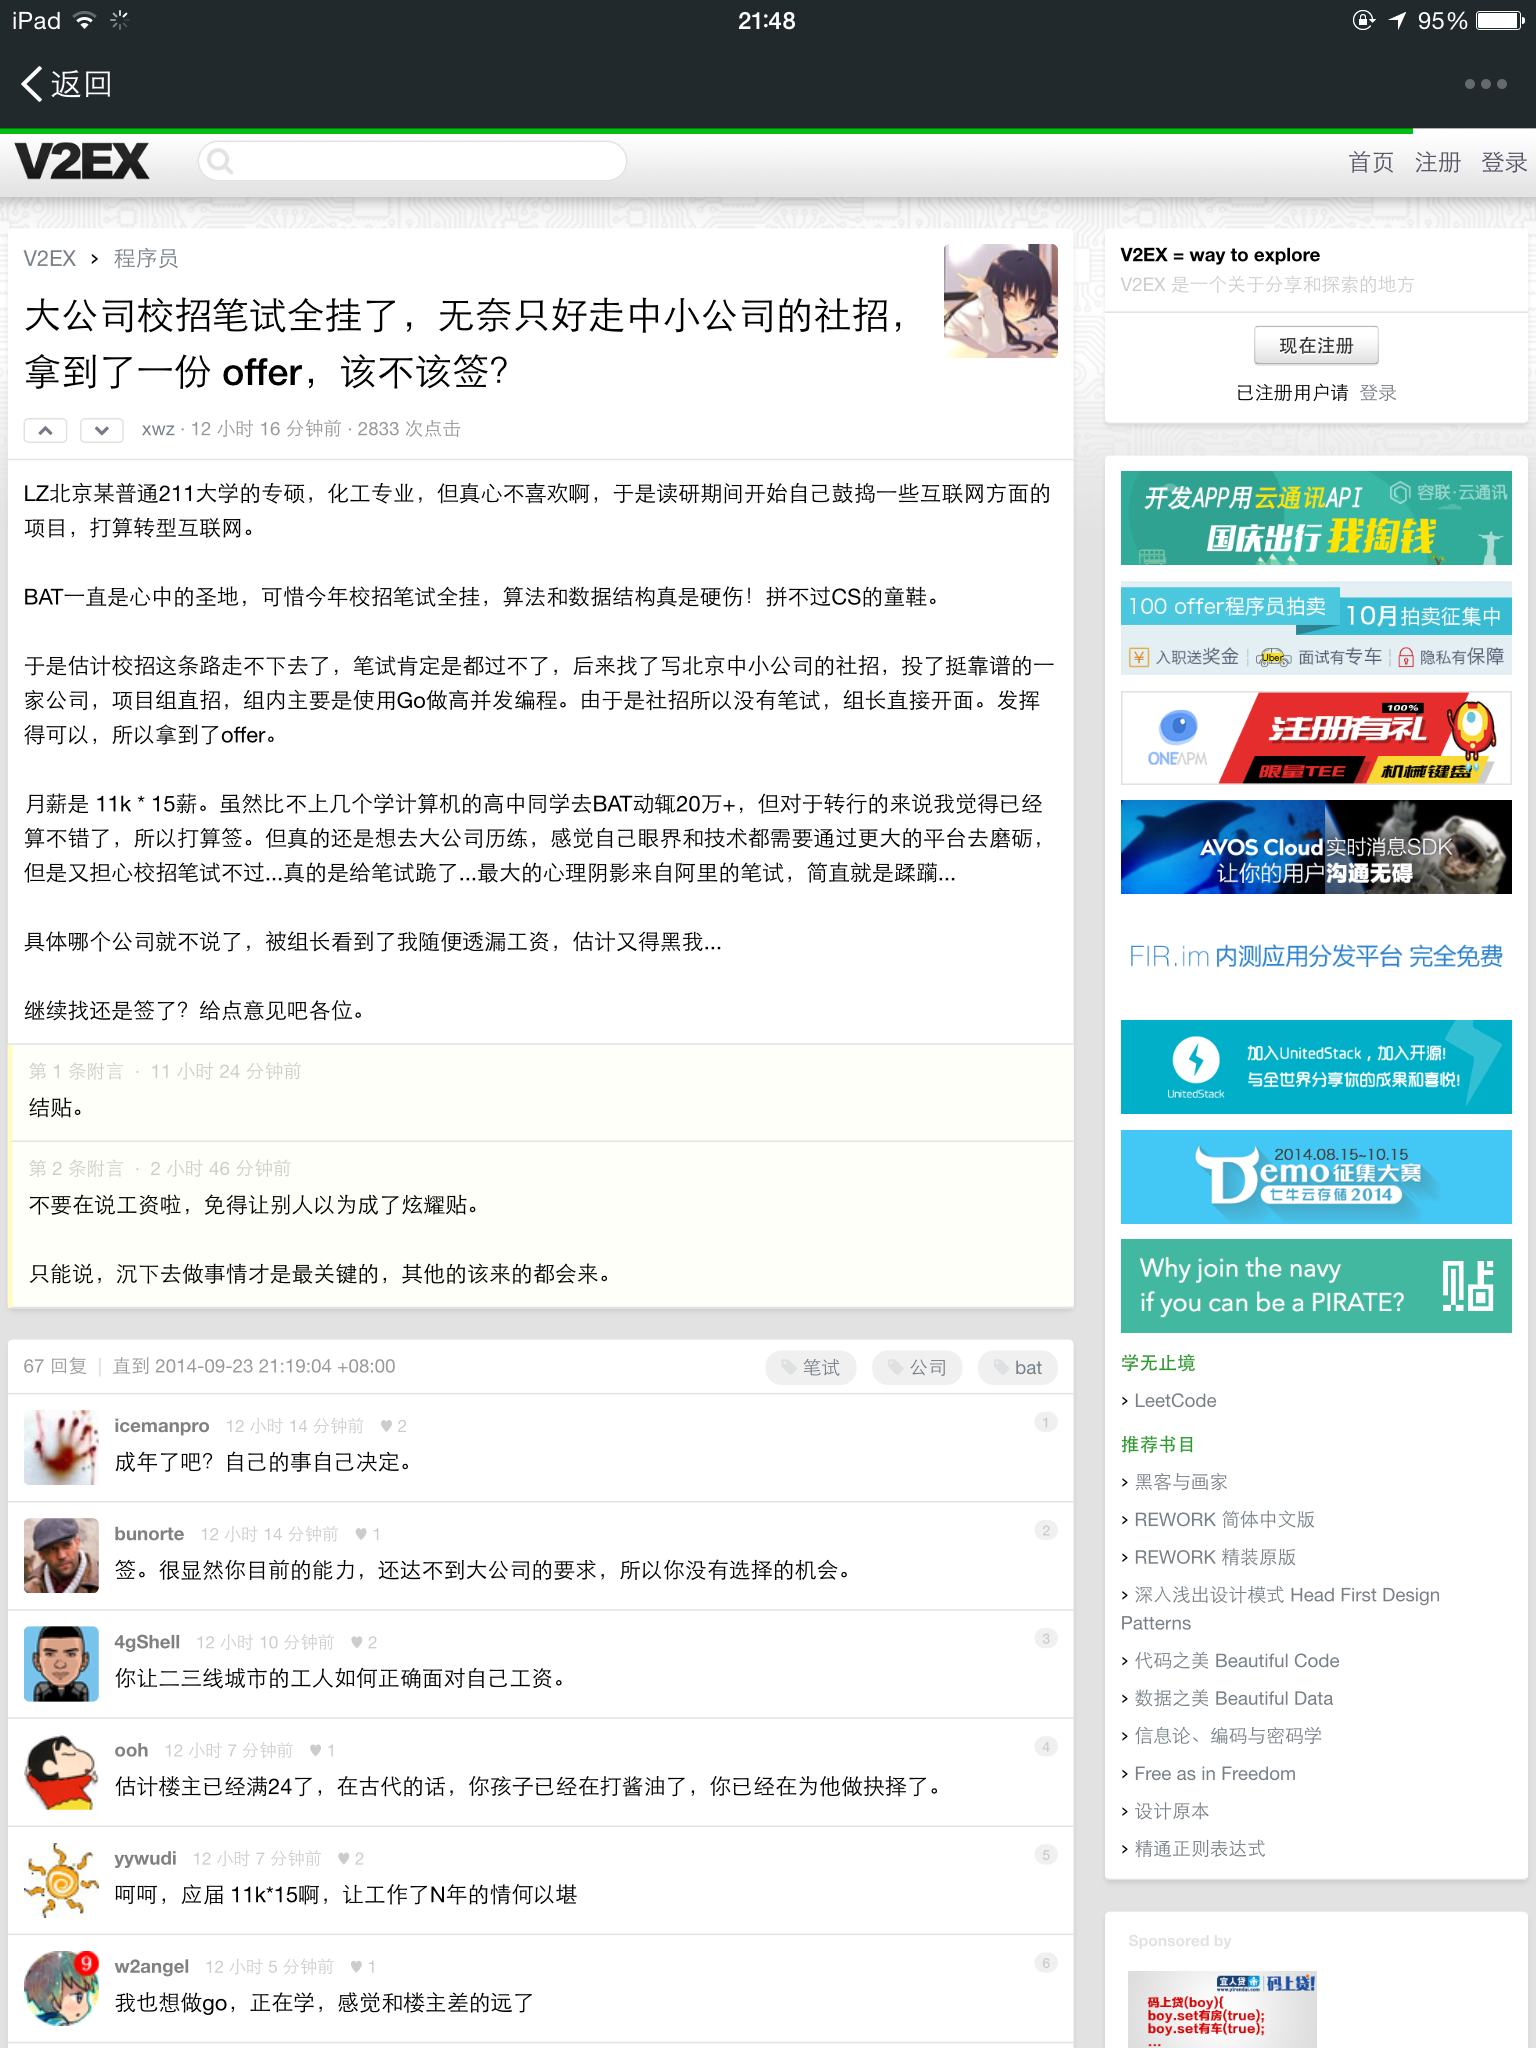 iPad
21:48
95%
返回
V2EX
首页 注册 登录
V2EX › 程序员
大公司校招笔试全挂了，无奈只好走中小公司的社招，
拿到了一份 offer，该不该签？
xwz · 12 小时 16 分钟前 · 2833 次点击
LZ北京某普通211大学的专硕，化工专业，但真心不喜欢啊，于是读研期间开始自己鼓捣一些互联网方面的
项目，打算转型互联网。
BAT一直是心中的圣地，可惜今年校招笔试全挂，算法和数据结构真是硬伤！拼不过CS的童鞋。
于是估计校招这条路走不下去了，笔试肯定是都过不了，后来找了写北京中小公司的社招，投了挺靠谱的一
家公司，项目组直招，组内主要是使用Go做高并发编程。由于是社招所以没有笔试，组长直接开面。发挥
得可以，所以拿到了offer。
月薪是 11k * 15薪。虽然比不上几个学计算机的高中同学去BAT动辄20万+，但对于转行的来说我觉得已经
算不错了，所以打算签。但真的还是想去大公司历练，感觉自己眼界和技术都需要通过更大的平台去磨砺，
但是又担心校招笔试不过...真的是给笔试跪了...最大的心理阴影来自阿里的笔试，简直就是蹂躏...
具体哪个公司就不说了，被组长看到了我随便透漏工资，估计又得黑我...
继续找还是签了？给点意见吧各位。
第 1 条附言 · 11 小时 24 分钟前
结贴。
第 2 条附言 · 2 小时 46 分钟前
不要在说工资啦，免得让别人以为成了炫耀贴。
只能说，沉下去做事情才是最关键的，其他的该来的都会来。
67 回复 | 直到 2014-09-23 21:19:04 +08:00
笔试 公司 bat
icemanpro 12 小时 14 分钟前 ♥ 2
1
成年了吧？自己的事自己决定。
bunorte 12 小时 14 分钟前 ♥ 1
2
签。很显然你目前的能力，还达不到大公司的要求，所以你没有选择的机会。
4gShell 12 小时 10 分钟前 ♥ 2
3
你让二三线城市的工人如何正确面对自己工资。
ooh 12 小时 7 分钟前 ♥ 1
4
估计楼主已经满24了，在古代的话，你孩子已经在打酱油了，你已经在为他做抉择了。
yywudi 12 小时 7 分钟前 ♥ 2
5
呵呵，应届 11k*15啊，让工作了N年的情何以堪
9
w2angel 12 小时 5 分钟前 ♥ 1
6
我也想做go，正在学，感觉和楼主差的远了
V2EX = way to explore
V2EX 是一个关于分享和探索的地方
现在注册
已注册用户请 登录
开发APP用云通讯API 容联·云通讯
国庆出行 我掏钱
100 offer程序员拍卖
10月拍卖征集中
¥ 入职送奖金 Uber 面试有专车 隐私有保障
100%
注册有礼
ONEAPM
限量TEE 机械键盘
AVOS Cloud实时消息SDK
让你的用户沟通无碍
FIR.im 内测应用分发平台 完全免费
加入UnitedStack，加入开源!
与全世界分享你的成果和喜悦!
UnitedStack
2014.08.15~10.15
Demo征集大赛
七牛云存储 2014
Why join the navy
if you can be a PIRATE?
贴
学无止境
› LeetCode
推荐书目
› 黑客与画家
› REWORK 简体中文版
› REWORK 精装原版
› 深入浅出设计模式 Head First Design
Patterns
› 代码之美 Beautiful Code
› 数据之美 Beautiful Data
› 信息论、编码与密码学
› Free as in Freedom
› 设计原本
› 精通正则表达式
Sponsored by
宜人贷 码上贷!
www.yirendai.com
码上贷(boy){
boy.set有房(true);
boy.set有车(true);
...